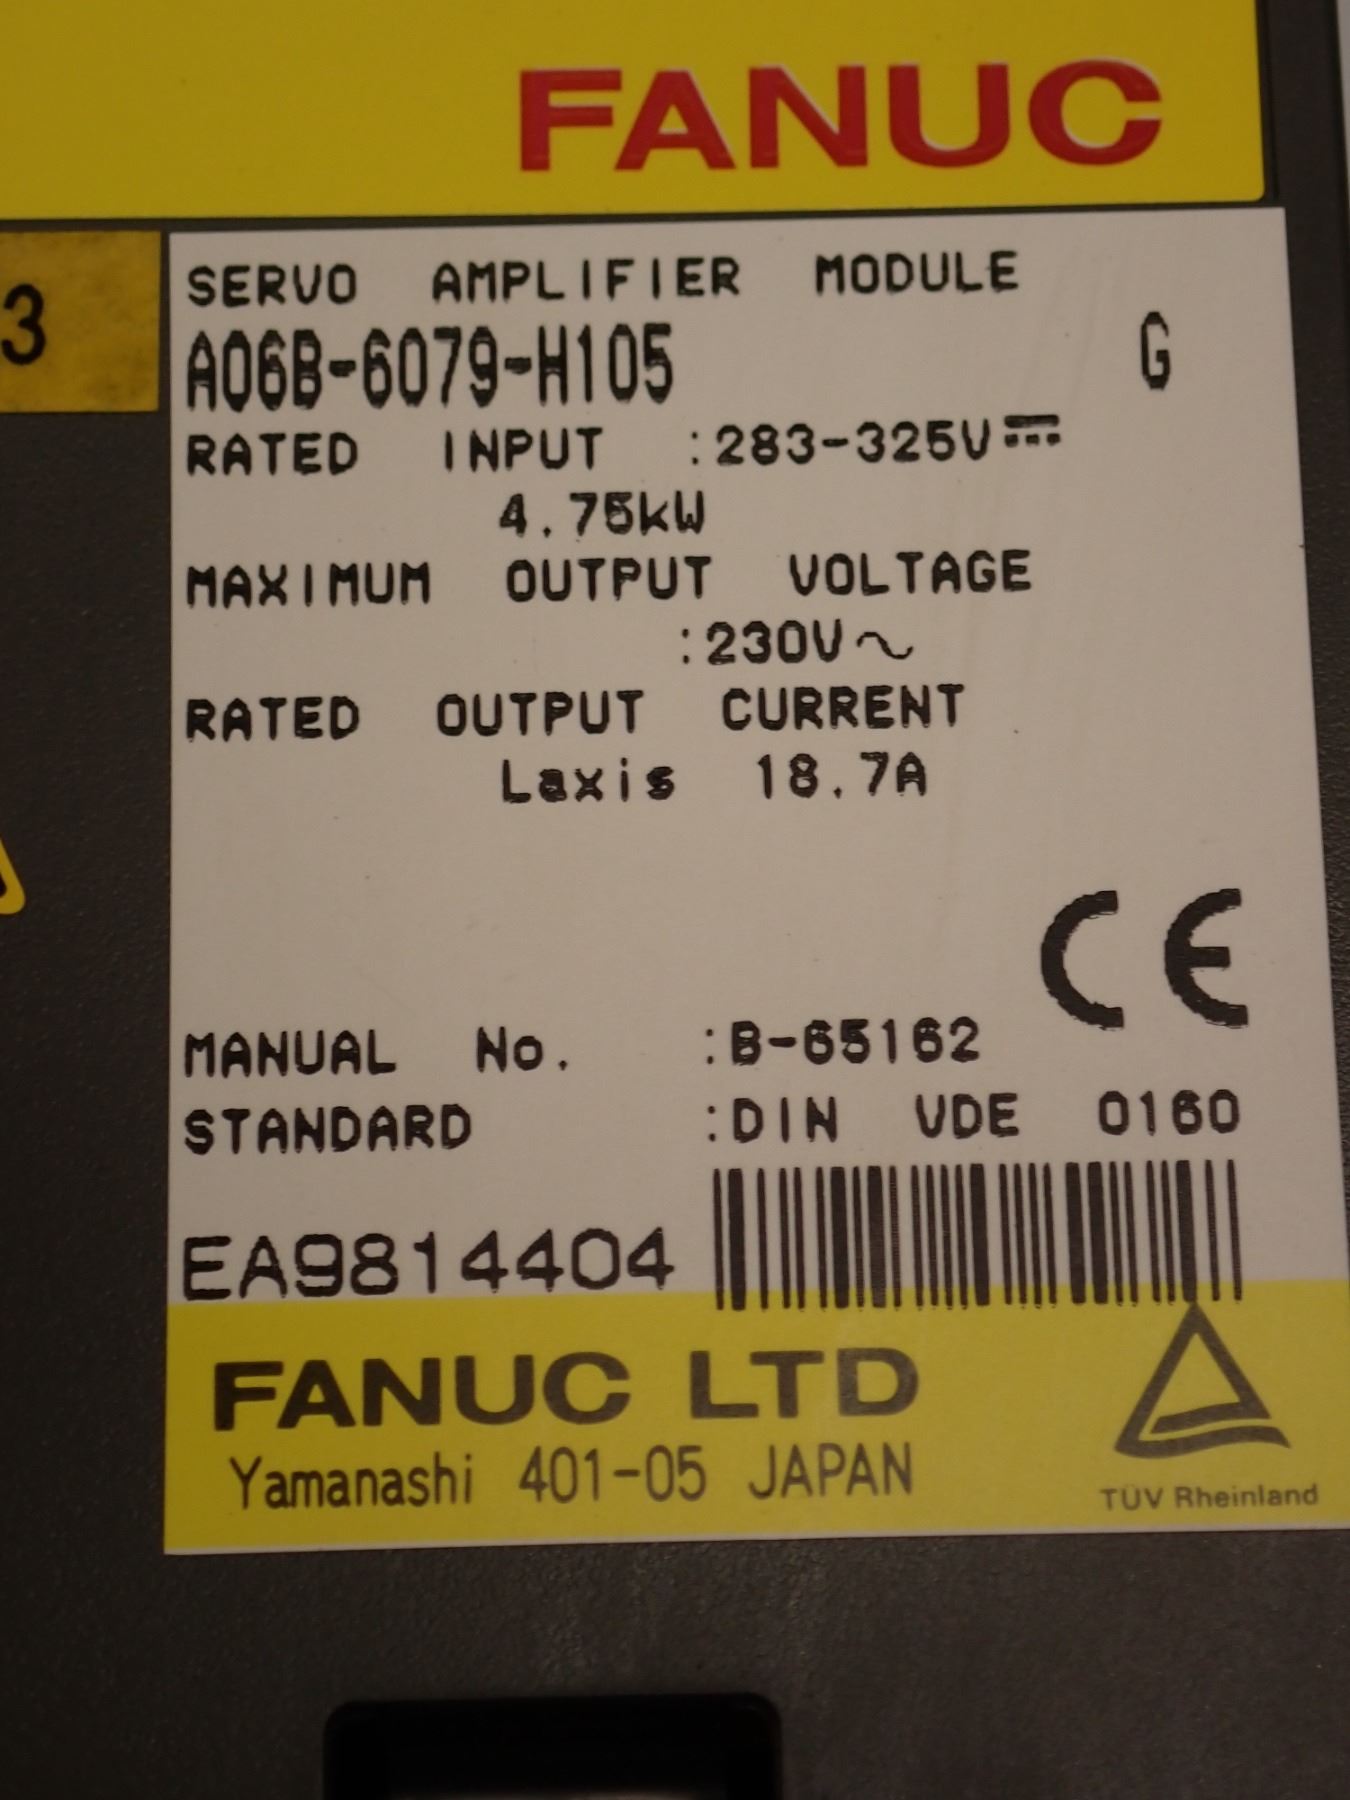 FANUC
3
SERVO AMPLIFIER MODULE
A06B-6079-H105 G
RATED INPUT :283-325V⎓
4.75kW
MAXIMUM OUTPUT VOLTAGE
:230V~
RATED OUTPUT CURRENT
Laxis 18.7A
CE
MANUAL No. :B-65162
STANDARD :DIN VDE 0160
EA9814404
FANUC LTD
Yamanashi 401-05 JAPAN
TÜV Rheinland